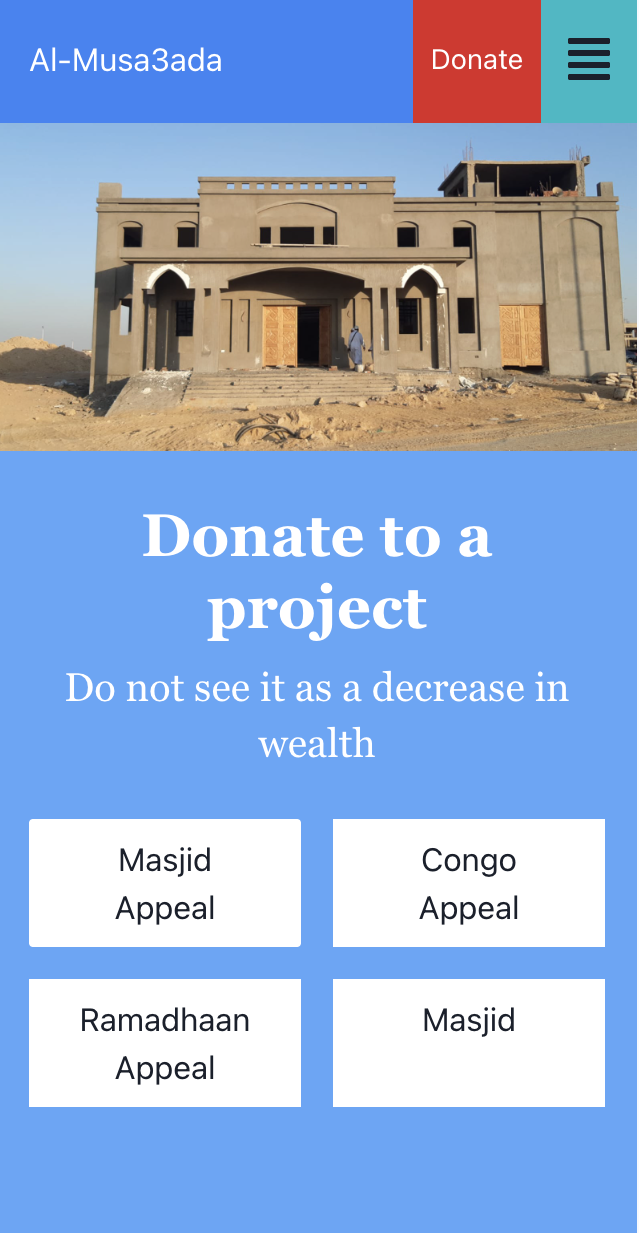 Al-Musa3ada
Donate
Donate to a
project
Do not see it as a decrease in
wealth
Masjid
Appeal
Congo
Appeal
Ramadhaan
Appeal
Masjid